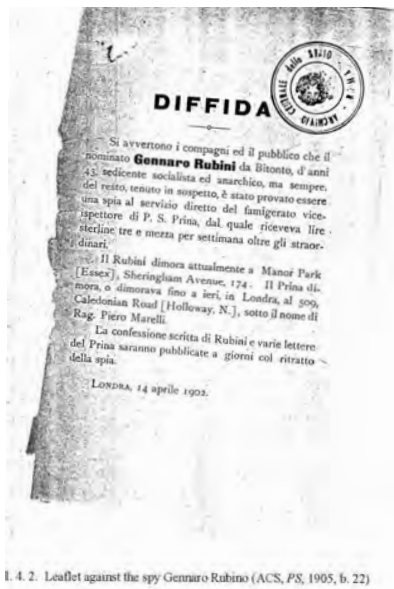 ARCHIVIO CENTRALE dello STATO ROMA
DIFFIDA
Si avvertono i compagni ed il pubblico che il
nominato Gennaro Rubini da Bitonto, d'anni
43, sedicente socialista ed anarchico, ma sempre,
del resto, tenuto in sospetto, è stato provato essere
una spia al servizio diretto del famigerato vice-
ispettore di P. S. Prina, dal quale riceveva lire
sterline tre e mezza per settimana oltre gli straor-
dinari.
Il Rubini dimora attualmente a Manor Park
[Essex], Sheringham Avenue, 174. Il Prina di-
mora, o dimorava fino a ieri, in Londra, al 509,
Caledonian Road [Holloway, N.], sotto il nome di
Rag. Piero Marelli.
La confessione scritta di Rubini e varie lettere
del Prina saranno pubblicate a giorni col ritratto
della spia.
LONDRA, 14 aprile 1902.
4. 2. Leaflet against the spy Gennaro Rubino (ACS, PS, 1905, b. 22)